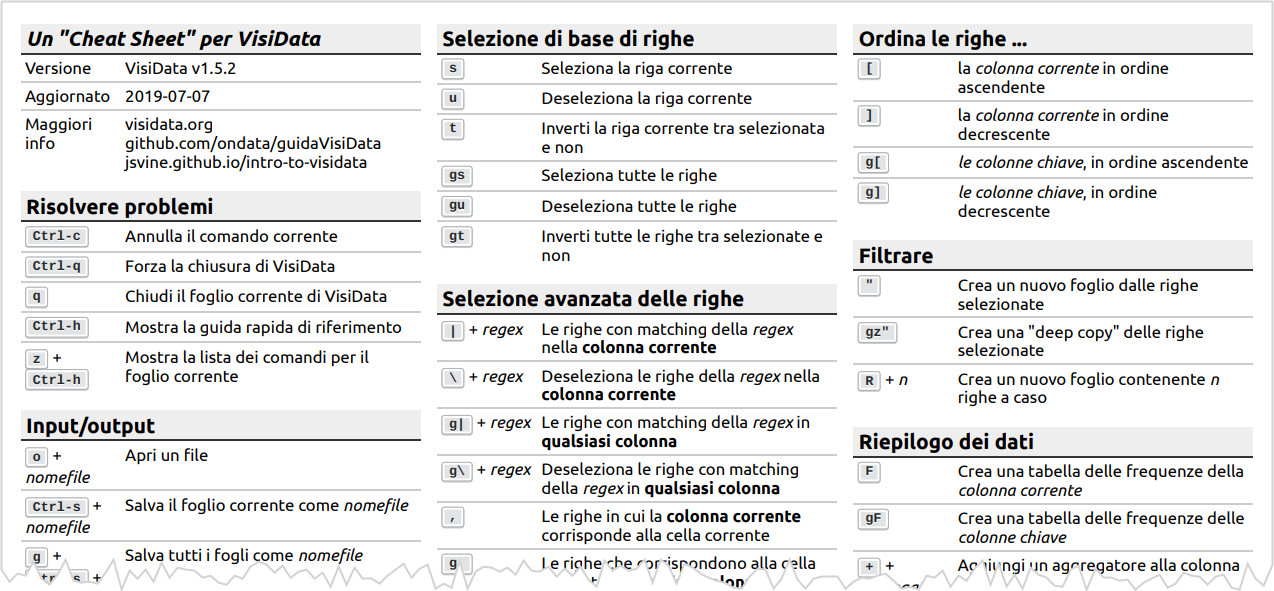 Un "Cheat Sheet" per VisiData
Versione VisiData v1.5.2
Aggiornato 2019-07-07
Maggiori info visidata.org
github.com/ondata/guidaVisiData
jsvine.github.io/intro-to-visidata
Risolvere problemi
Ctrl-c Annulla il comando corrente
Ctrl-q Forza la chiusura di VisiData
q Chiudi il foglio corrente di VisiData
Ctrl-h Mostra la guida rapida di riferimento
z + Mostra la lista dei comandi per il
Ctrl-h foglio corrente
Input/output
o + Apri un file
nomefile
Ctrl-s + Salva il foglio corrente come nomefile
nomefile
g + Salva tutti i fogli come nomefile
Selezione di base di righe
s Seleziona la riga corrente
u Deseleziona la riga corrente
t Inverti la riga corrente tra selezionata
e non
gs Seleziona tutte le righe
gu Deseleziona tutte le righe
gt Inverti tutte le righe tra selezionate e
non
Selezione avanzata delle righe
| + regex Le righe con matching della regex
nella colonna corrente
\ + regex Deseleziona le righe della regex nella
colonna corrente
g| + regex Le righe con matching della regex in
qualsiasi colonna
g\ + regex Deseleziona le righe con matching
della regex in qualsiasi colonna
, Le righe in cui la colonna corrente
corrisponde alla cella corrente
Le righe che corrispondono alla cella
Ordina le righe ...
[ la colonna corrente in ordine
ascendente
] la colonna corrente in ordine
decrescente
g[ le colonne chiave, in ordine ascendente
g] le colonne chiave, in ordine
decrescente
Filtrare
" Crea un nuovo foglio dalle righe
selezionate
gz" Crea una "deep copy" delle righe
selezionate
R + n Crea un nuovo foglio contenente n
righe a caso
Riepilogo dei dati
F Crea una tabella delle frequenze della
colonna corrente
gF Crea una tabella delle frequenze delle
colonne chiave
+ + Aggiungi un aggregatore alla colonna